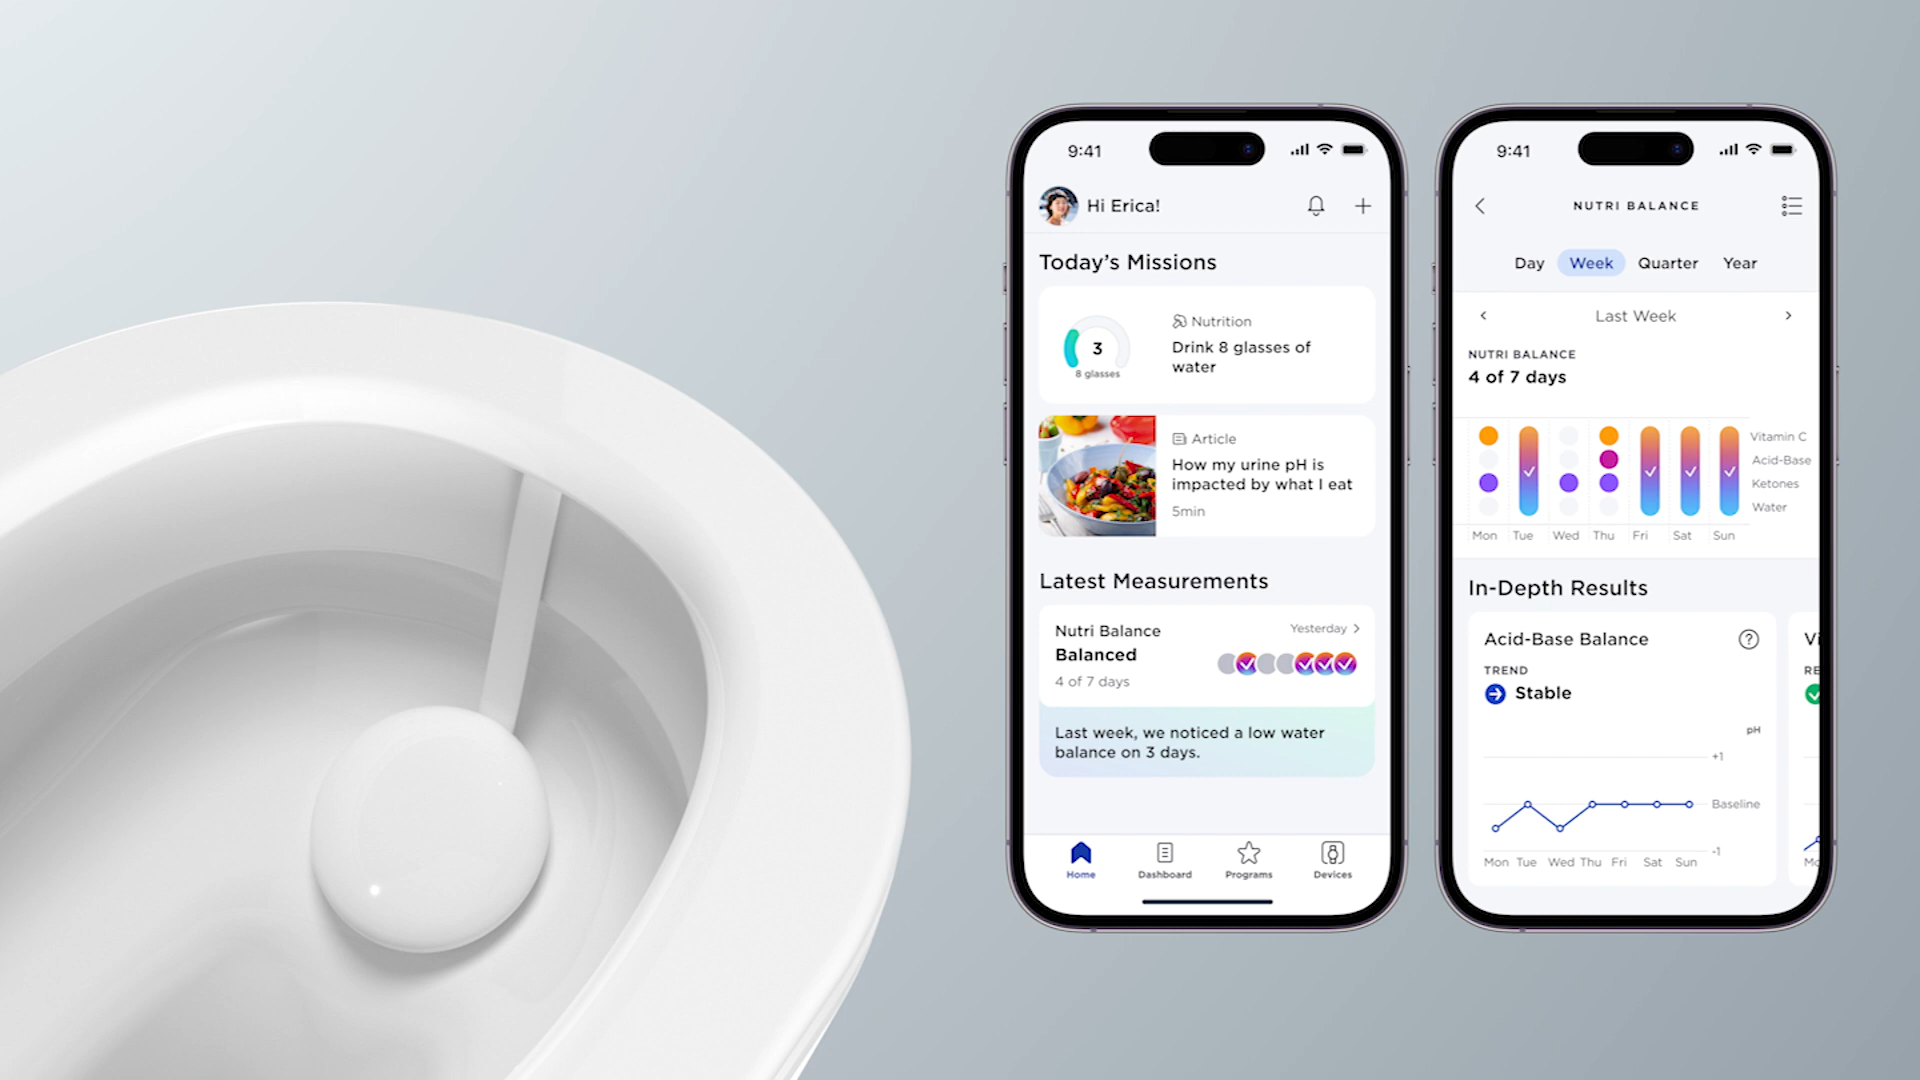 9:41
Hi Erica!
Today's Missions
3
8 glasses
Nutrition
Drink 8 glasses of
water
Article
How my urine pH is
impacted by what I eat
5min
Latest Measurements
Nutri Balance
Yesterday
Balanced
4 of 7 days
Last week, we noticed a low water
balance on 3 days.
Home Dashboard Programs Devices
9:41
NUTRI BALANCE
Day Week Quarter Year
Last Week
NUTRI BALANCE
4 of 7 days
Vitamin C
Acid-Base
Ketones
Water
Mon Tue Wed Thu Fri Sat Sun
In-Depth Results
Acid-Base Balance ? Vi
TREND RE
Stable
pH
+1
Baseline
-1
Mon Tue Wed Thu Fri Sat Sun